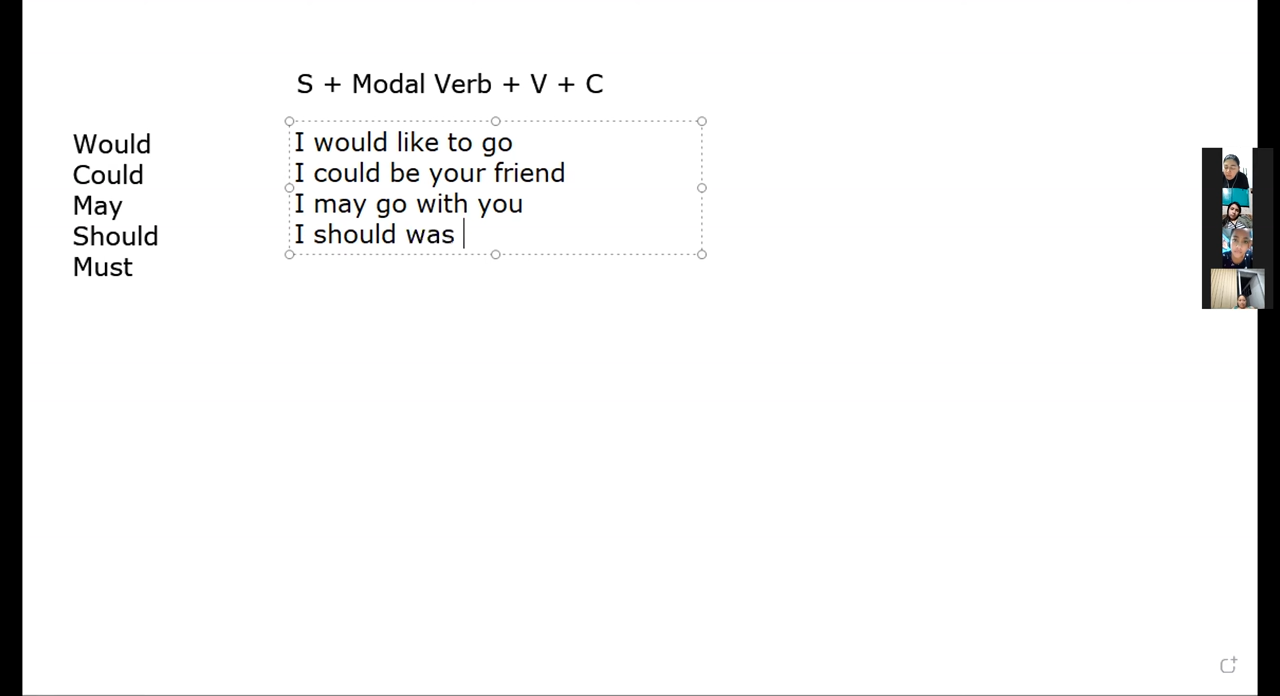 S + Modal Verb + V + C
Would
Could
May
Should
Must
I would like to go
I could be your friend
I may go with you
I should was